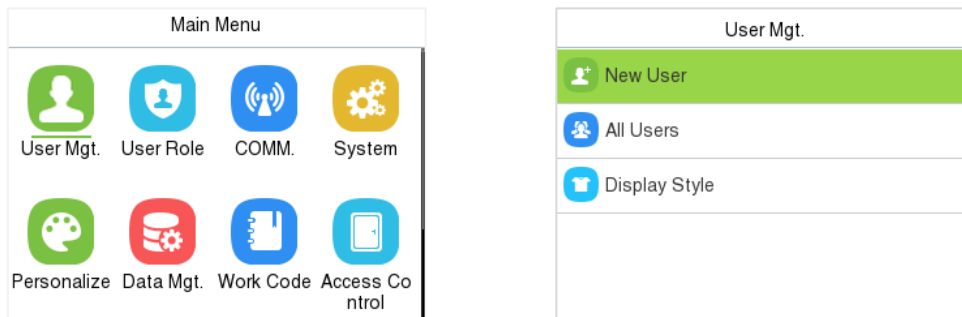 Main Menu
User Mgt.
User Role
COMM.
System
Personalize
Data Mgt.
Work Code
Access Co
ntrol
User Mgt.
New User
All Users
Display Style